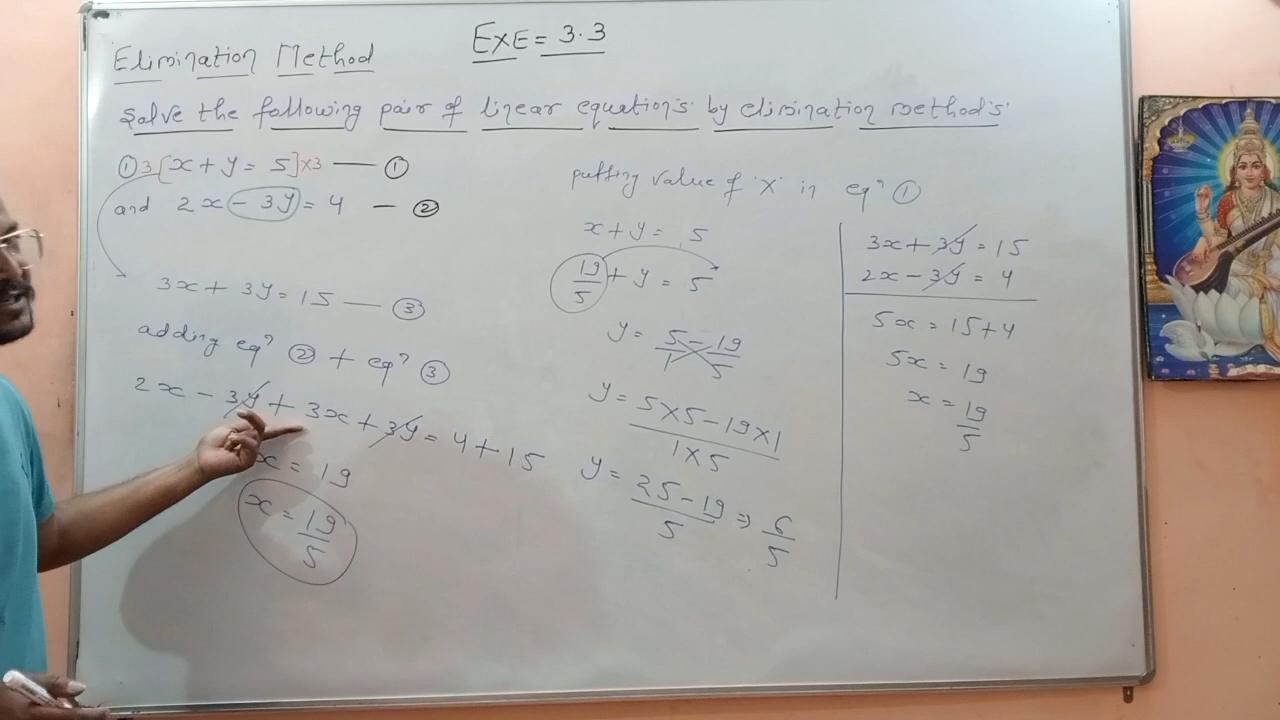 EXE = 3.3
Elimination Method
Solve the following pair of linear equations by elimination method's
① 3[x + y = 5]×3 — ①
and 2x - 3y = 4 - ②
3x + 3y = 15 — ③
adding eqⁿ ② + eqⁿ ③
2x - 3y + 3x + 3y = 4 + 15
x = 19
x = 19/5
putting value of 'x' in eqⁿ ①
x + y = 5
19/5 + y = 5
y = 5/1 - 19/5
y = 5×5 - 19×1 / 1×5
y = 25 - 19 / 5 ⇒ 6/5
3x + 3y = 15
2x - 3y = 4
5x = 15 + 4
5x = 19
x = 19/5